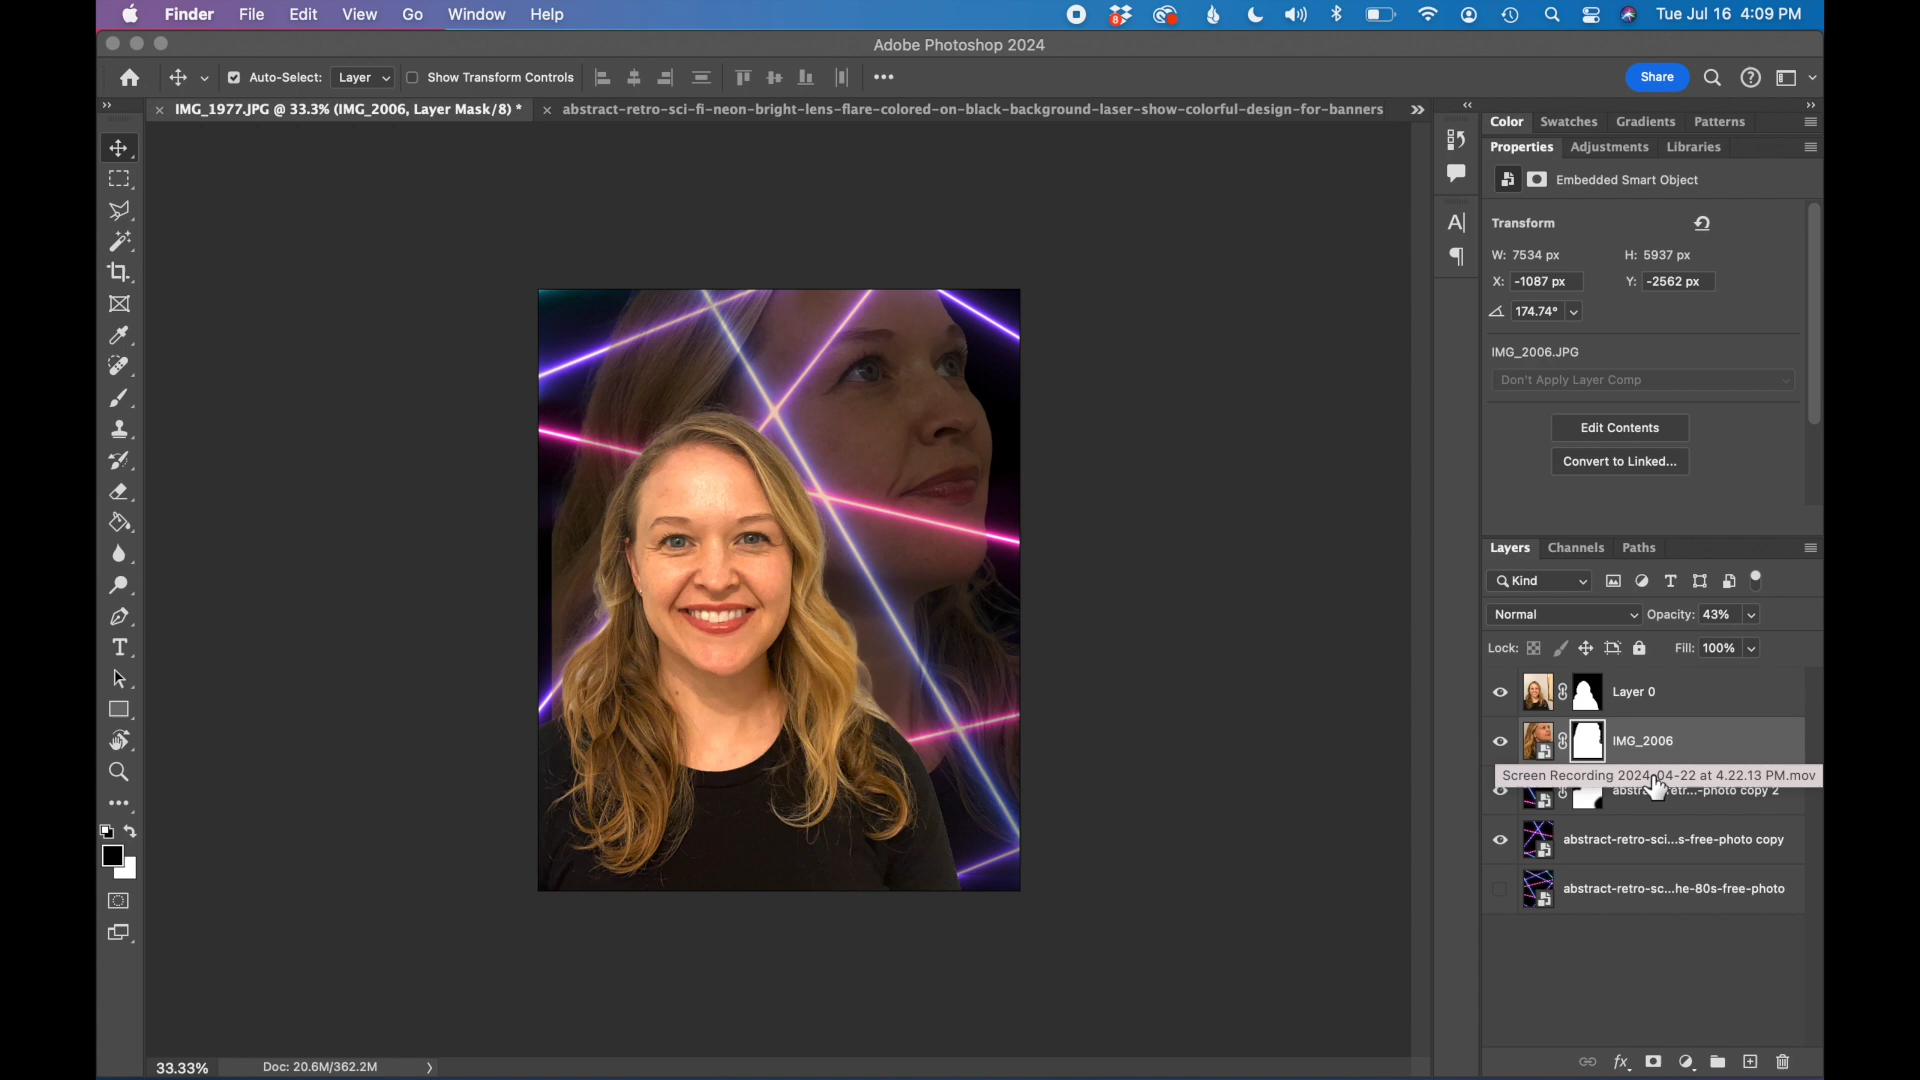 Finder File Edit View Go Window Help
8
Tue Jul 16 4:09 PM
Adobe Photoshop 2024
Auto-Select: Layer Show Transform Controls Share
IMG_1977.JPG @ 33.3% (IMG_2006, Layer Mask/8) *
abstract-retro-sci-fi-neon-bright-lens-flare-colored-on-black-background-laser-show-colorful-design-for-banners
Color Swatches Gradients Patterns
Properties Adjustments Libraries
Embedded Smart Object
Transform
W: 7534 px H: 5937 px
X: -1087 px Y: -2562 px
174.74°
IMG_2006.JPG
Don't Apply Layer Comp
Edit Contents
Convert to Linked...
Layers Channels Paths
Kind
Normal Opacity: 43%
Lock: Fill: 100%
Layer 0
IMG_2006
Screen Recording 2024-04-22 at 4.22.13 PM.mov
abstract-retr...-photo copy 2
abstract-retro-sci...s-free-photo copy
abstract-retro-sc...he-80s-free-photo
33.33% Doc: 20.6M/362.2M